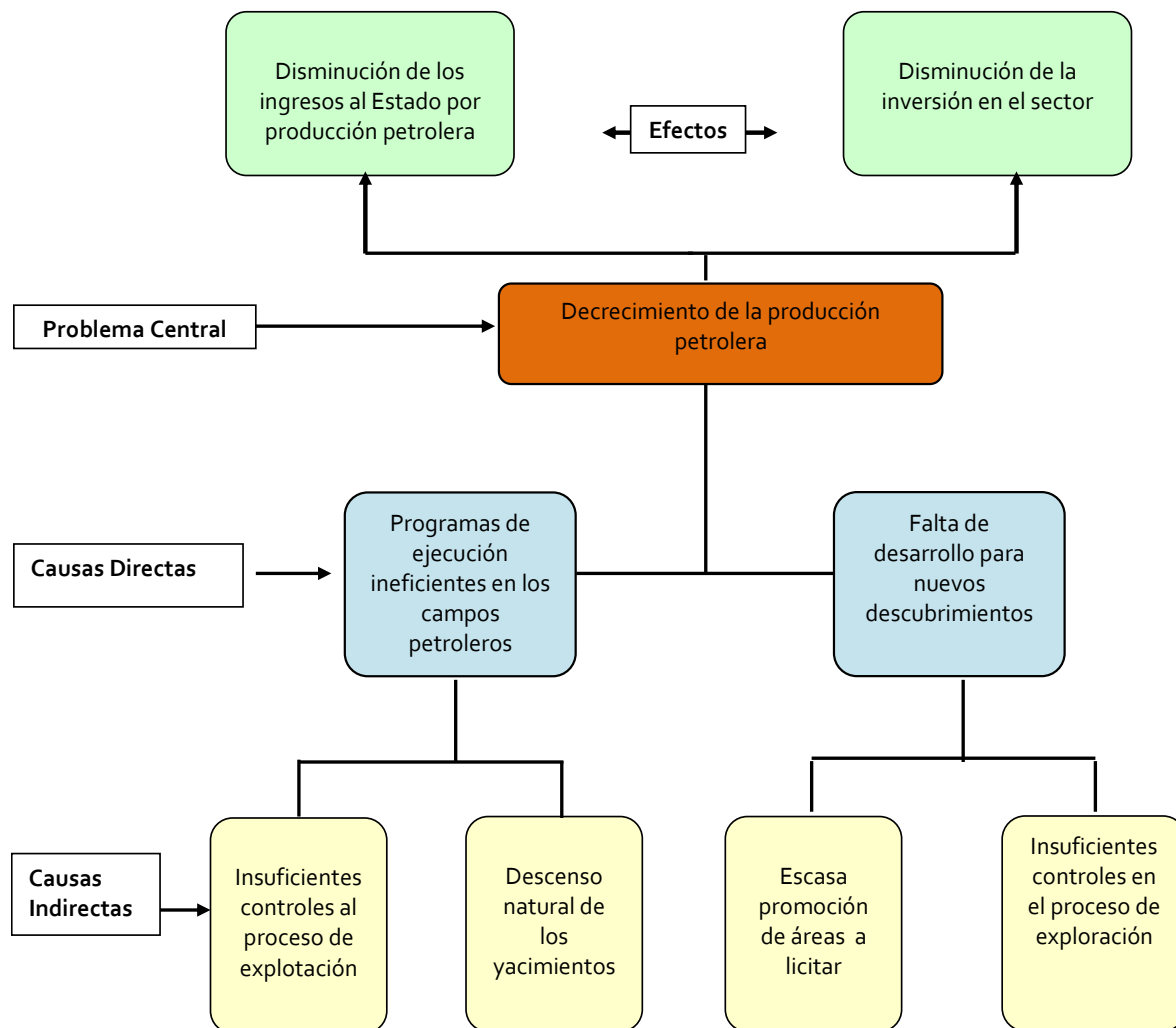 Disminución de los
ingresos al Estado por
producción petrolera
Efectos
Disminución de la
inversión en el sector
Problema Central
Decrecimiento de la producción
petrolera
Causas Directas
Programas de
ejecución
ineficientes en los
campos
petroleros
Falta de
desarrollo para
nuevos
descubrimientos
Causas
Indirectas
Insuficientes
controles al
proceso de
explotación
Descenso
natural de
los
yacimientos
Escasa
promoción
de áreas a
licitar
Insuficientes
controles en
el proceso de
exploración